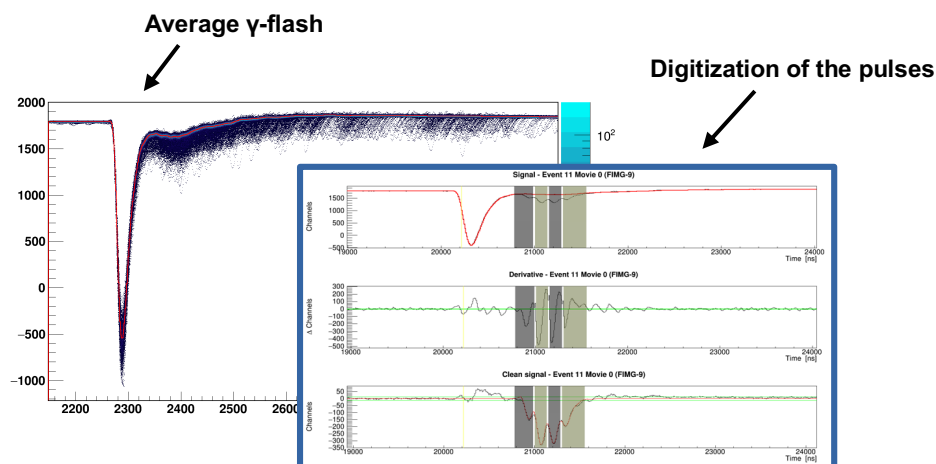 Average γ-flash
Digitization of the pulses
2000
1500
1000
500
0
−500
−1000
2200 2300 2400 2500 2600
10²
Signal - Event 11 Movie 0 (FIMG-9)
Channels
1500
1000
500
0
−500
19000 20000 21000 22000 23000 24000
Time [ns]
Derivative - Event 11 Movie 0 (FIMG-9)
Δ Channels
300
200
100
0
−100
−200
−300
−400
−500
19000 20000 21000 22000 23000 24000
Time [ns]
Clean signal - Event 11 Movie 0 (FIMG-9)
Channels
50
0
−50
−100
−150
−200
−250
−300
−350
19000 20000 21000 22000 23000 24000
Time [ns]